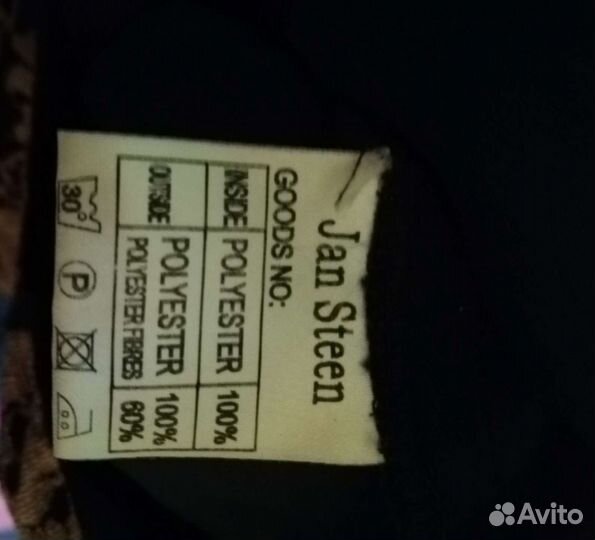 Jan Steen
GOODS NO:
INSIDE POLYESTER 100%
OUTSIDE POLYESTER 100%
POLYESTER FIBRES 60%
30°
P
Avito